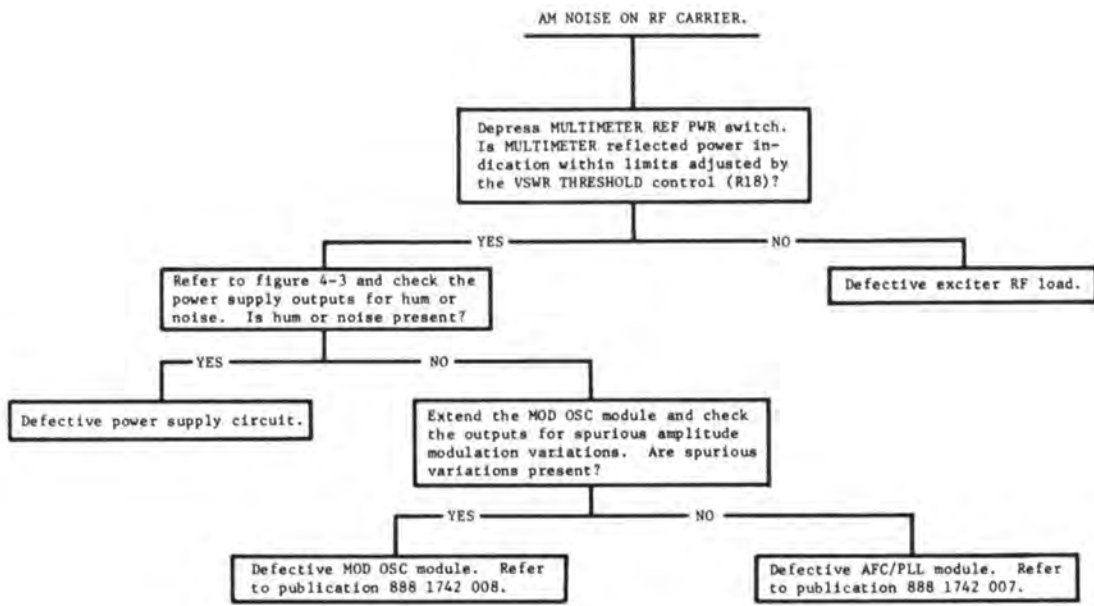 AM NOISE ON RF CARRIER.
Depress MULTIMETER REF PWR switch.
Is MULTIMETER reflected power in-
dication within limits adjusted by
the VSWR THRESHOLD control (R18)?
YES
NO
Refer to figure 4-3 and check the
power supply outputs for hum or
noise. Is hum or noise present?
Defective exciter RF load.
YES
NO
Defective power supply circuit.
Extend the MOD OSC module and check
the outputs for spurious amplitude
modulation variations. Are spurious
variations present?
YES
NO
Defective MOD OSC module. Refer
to publication 888 1742 008.
Defective AFC/PLL module. Refer
to publication 888 1742 007.